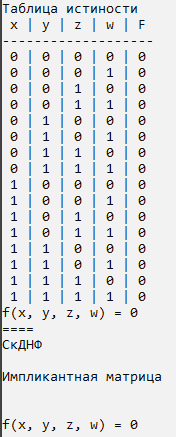 Таблица истиности
x | y | z | w | F
-------------------
0 | 0 | 0 | 0 | 0
0 | 0 | 0 | 1 | 0
0 | 0 | 1 | 0 | 0
0 | 0 | 1 | 1 | 0
0 | 1 | 0 | 0 | 0
0 | 1 | 0 | 1 | 0
0 | 1 | 1 | 0 | 0
0 | 1 | 1 | 1 | 0
1 | 0 | 0 | 0 | 0
1 | 0 | 0 | 1 | 0
1 | 0 | 1 | 0 | 0
1 | 0 | 1 | 1 | 0
1 | 1 | 0 | 0 | 0
1 | 1 | 0 | 1 | 0
1 | 1 | 1 | 0 | 0
1 | 1 | 1 | 1 | 0
f(x, y, z, w) = 0
====
СкДНФ
Импликантная матрица
f(x, y, z, w) = 0